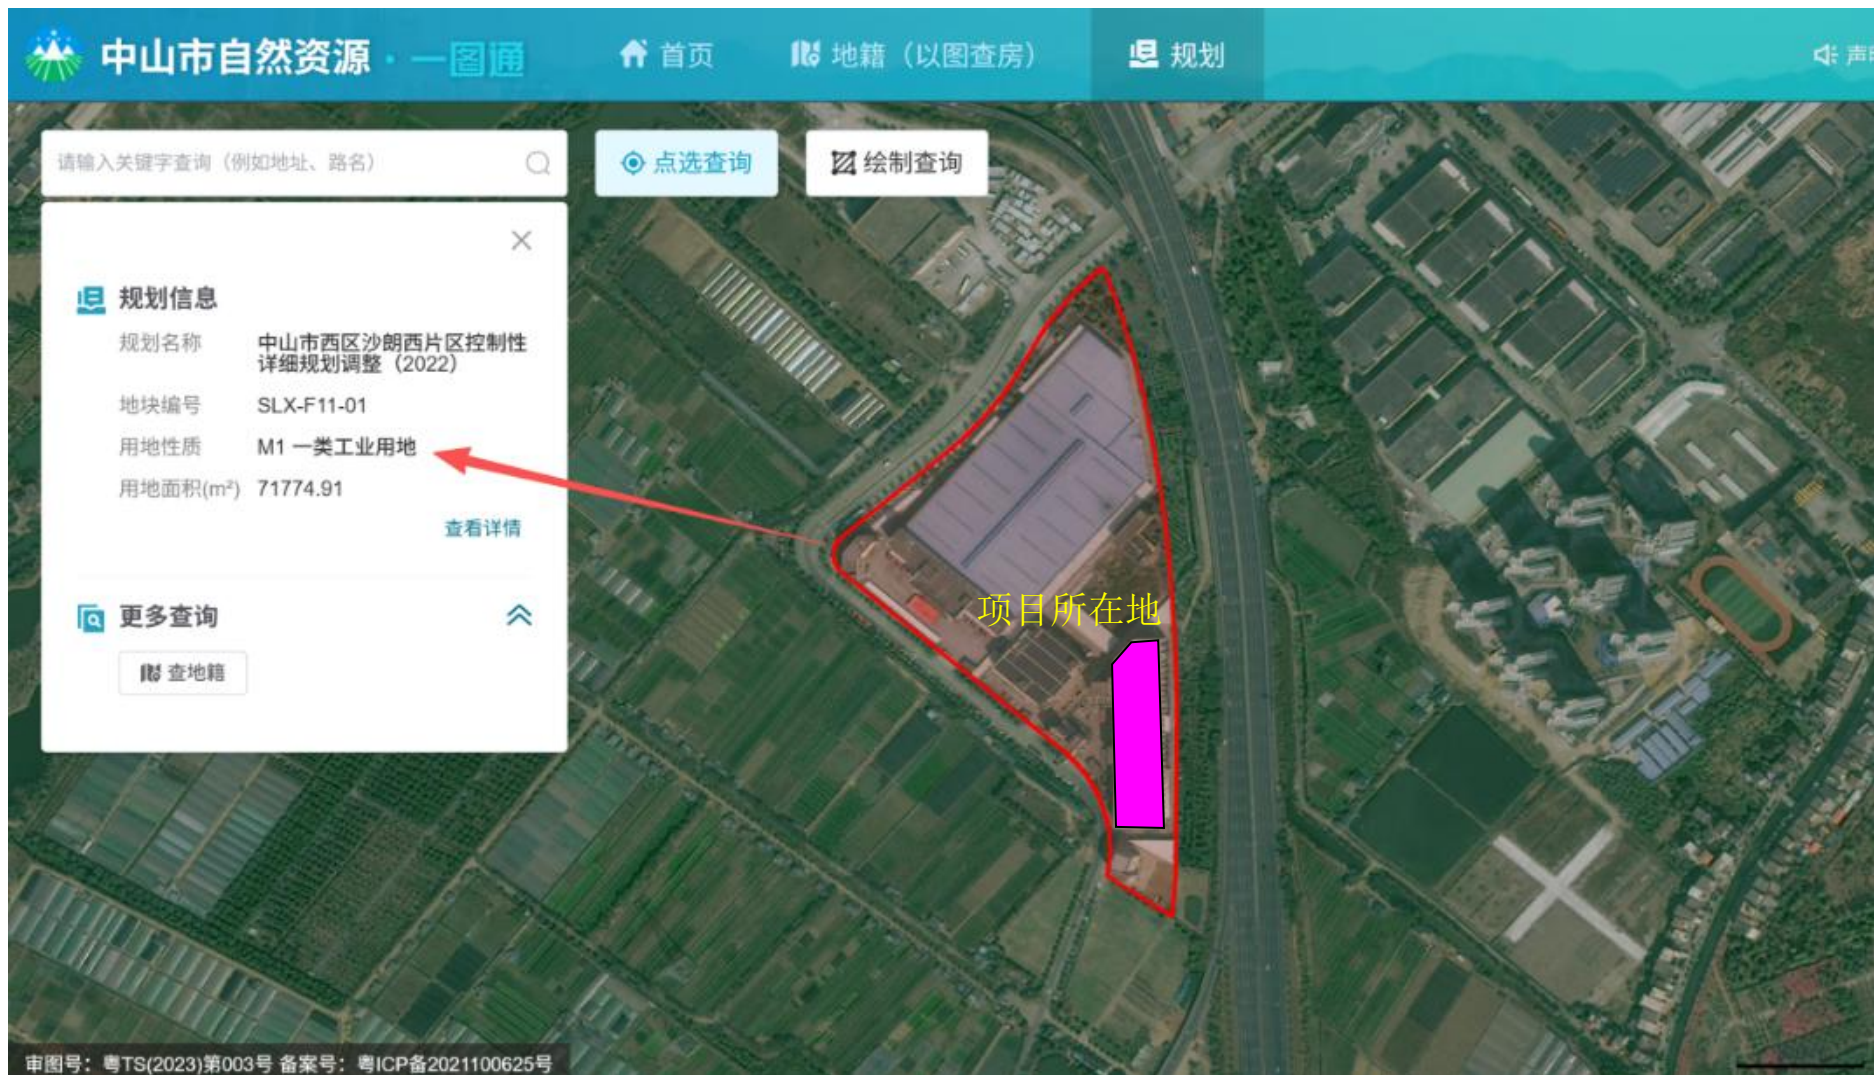 中山市自然资源·一图通
首页
地籍（以图查房）
规划
请输入关键字查询（例如地址、路名）
点选查询
绘制查询
规划信息
规划名称 中山市西区沙朗西片区控制性
详细规划调整（2022）
地块编号 SLX-F11-01
用地性质 M1 一类工业用地
用地面积(m²) 71774.91
查看详情
更多查询
查地籍
项目所在地
审图号：粤TS(2023)第003号 备案号：粤ICP备2021100625号